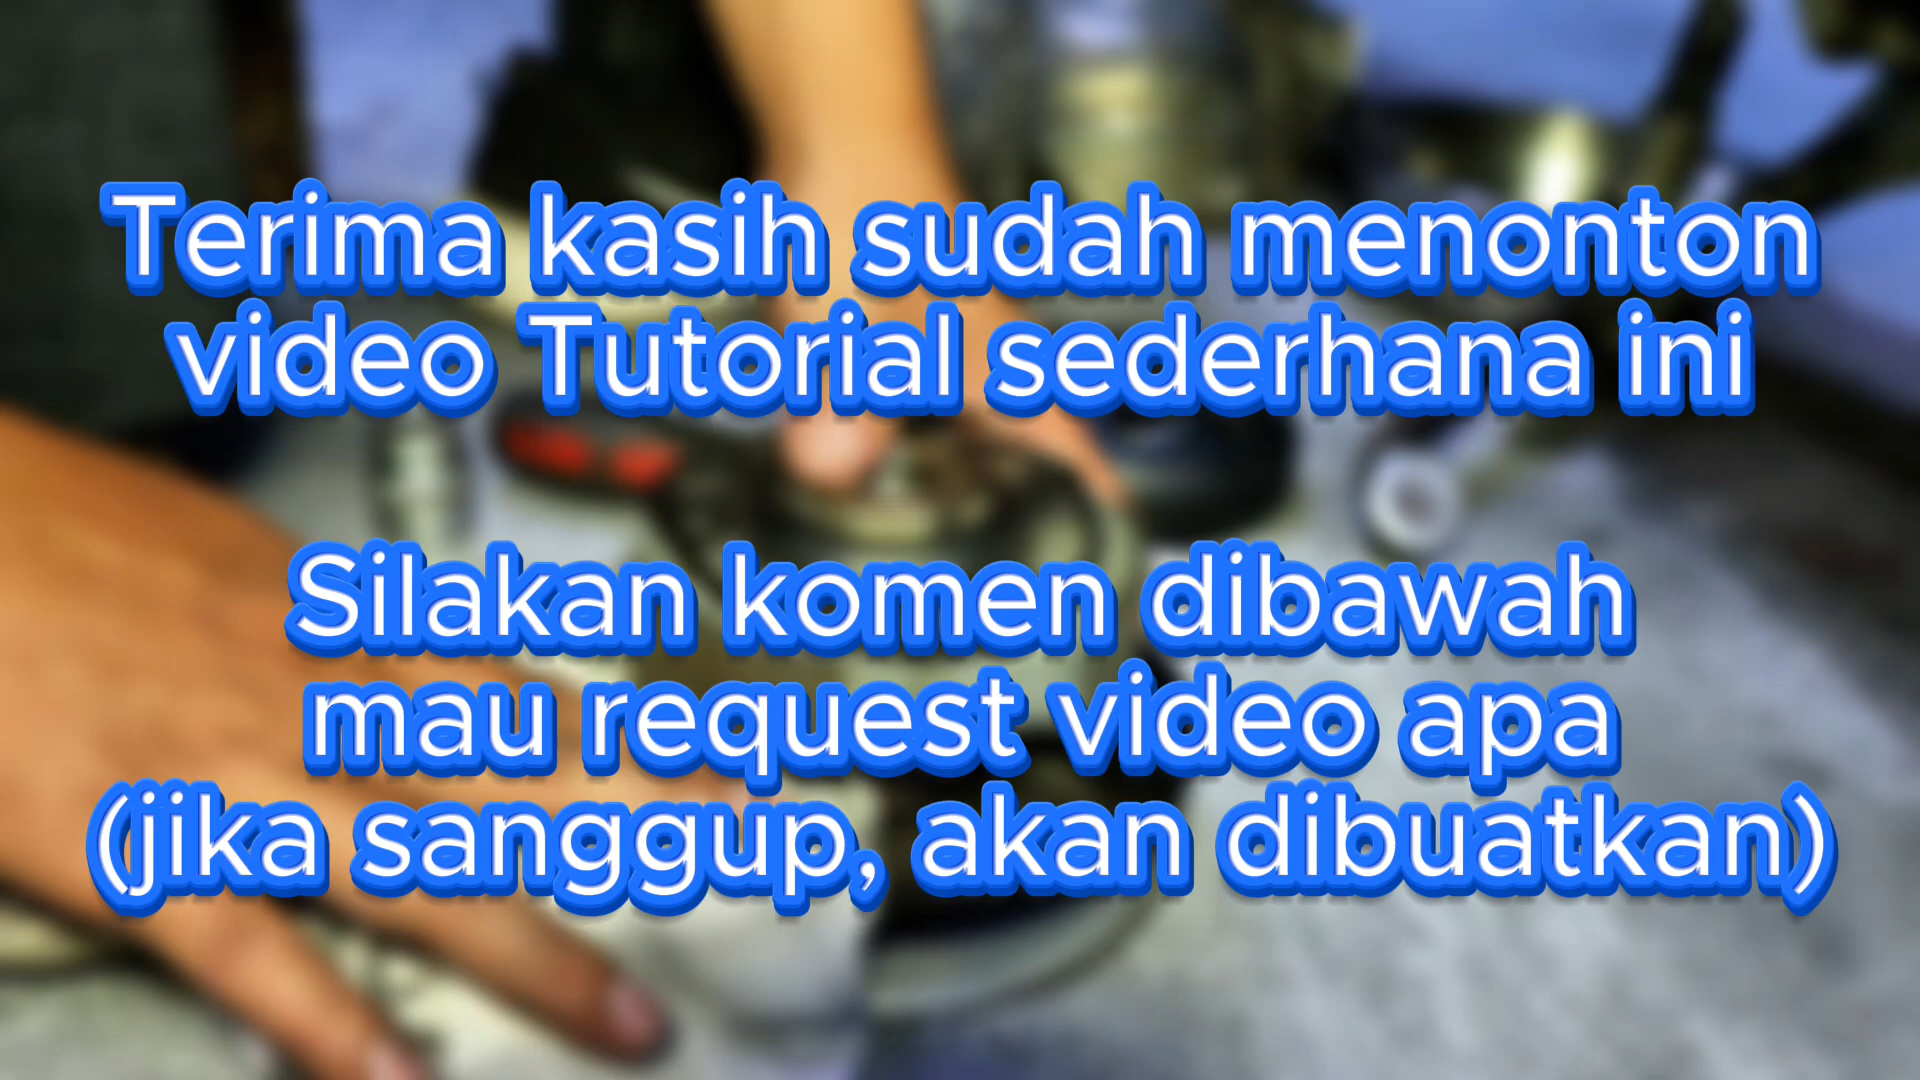 Terima kasih sudah menonton
video Tutorial sederhana ini
Silakan komen dibawah
mau request video apa
(jika sanggup, akan dibuatkan)